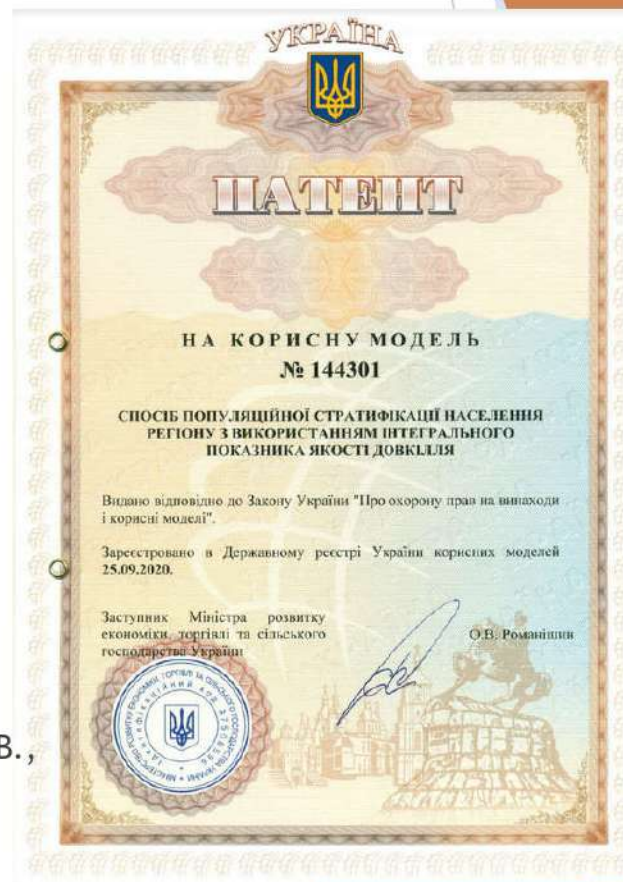 УКРАЇНА
ПАТЕНТ
НА КОРИСНУ МОДЕЛЬ
№ 144301
СПОСІБ ПОПУЛЯЦІЙНОЇ СТРАТИФІКАЦІЇ НАСЕЛЕННЯ
РЕГІОНУ З ВИКОРИСТАННЯМ ІНТЕГРАЛЬНОГО
ПОКАЗНИКА ЯКОСТІ ДОВКІЛЛЯ
Видано відповідно до Закону України "Про охорону прав на винаходи
і корисні моделі".
Зареєстровано в Державному реєстрі України корисних моделей
25.09.2020.
Заступник Міністра розвитку
економіки, торгівлі та сільського
господарства України
О.В. Романішин
В.,